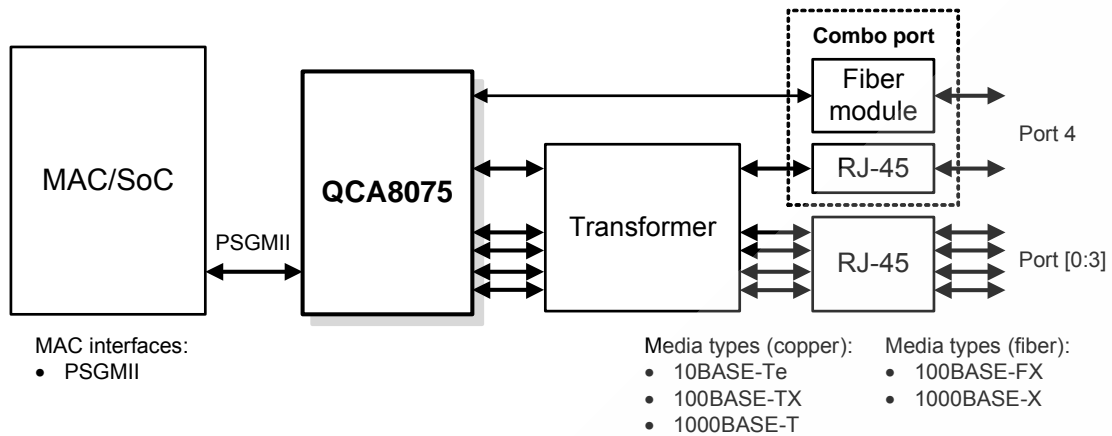 Combo port
Fiber
module
Port 4
RJ-45
MAC/SoC
QCA8075
Transformer
PSGMII
RJ-45
Port [0:3]
MAC interfaces:
• PSGMII
Media types (copper):
• 10BASE-Te
• 100BASE-TX
• 1000BASE-T
Media types (fiber):
• 100BASE-FX
• 1000BASE-X